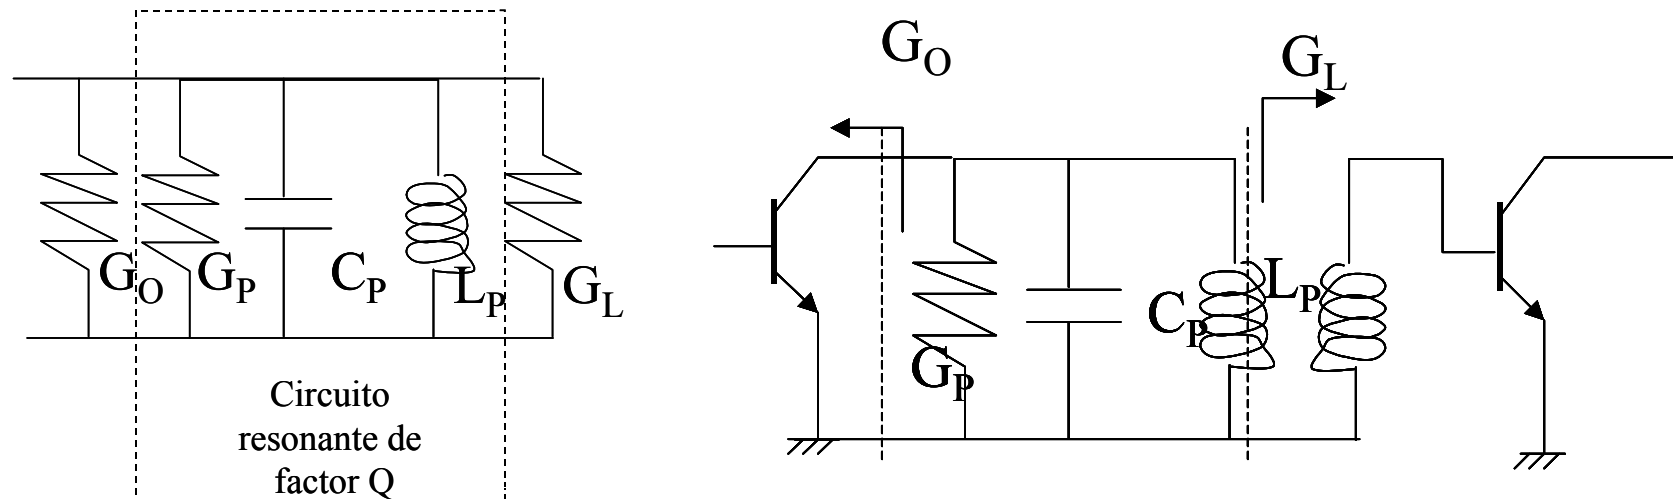 G_O
G_P
C_P
L_P
G_L
Circuito
resonante de
factor Q
G_O
G_L
G_P
C_P
L_P